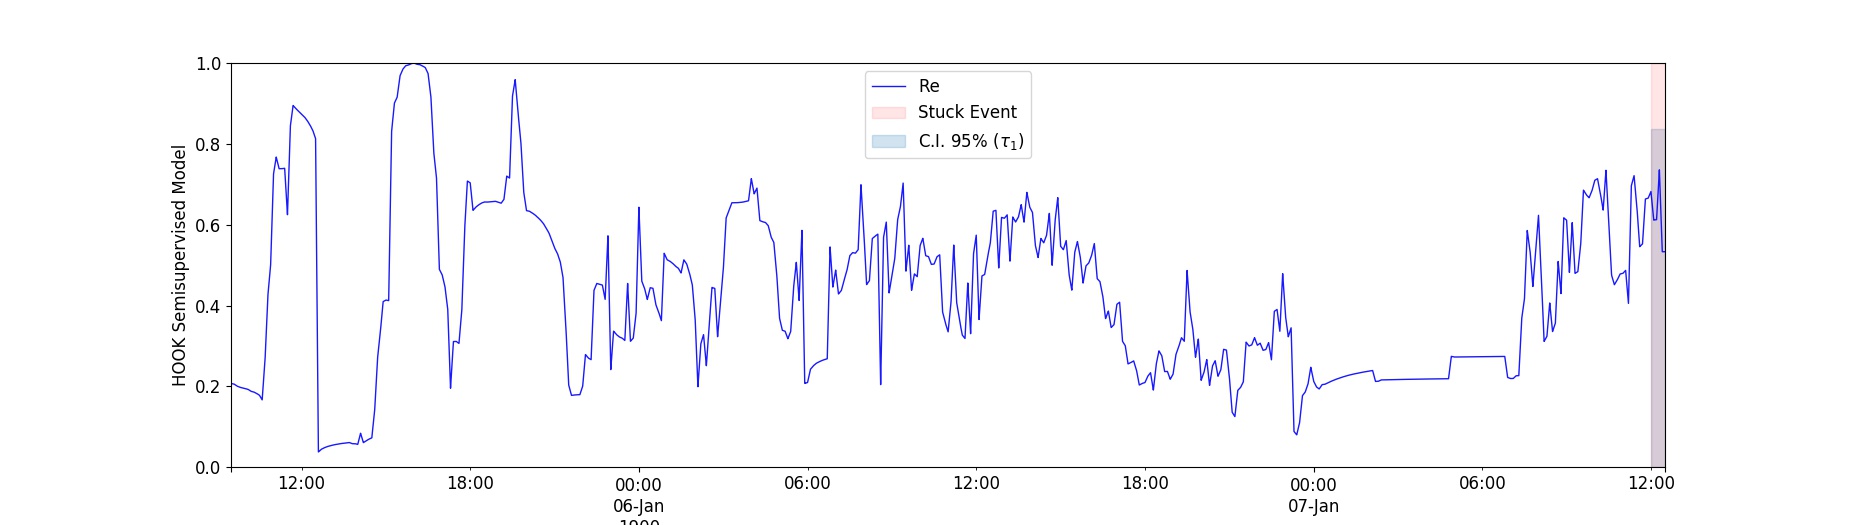 HOOK Semisupervised Model
1.0
0.8
0.6
0.4
0.2
0.0
Re
Stuck Event
C.I. 95% (τ₁)
12:00 18:00 00:00 06:00 12:00 18:00 00:00 06:00 12:00
06-Jan 07-Jan
1900